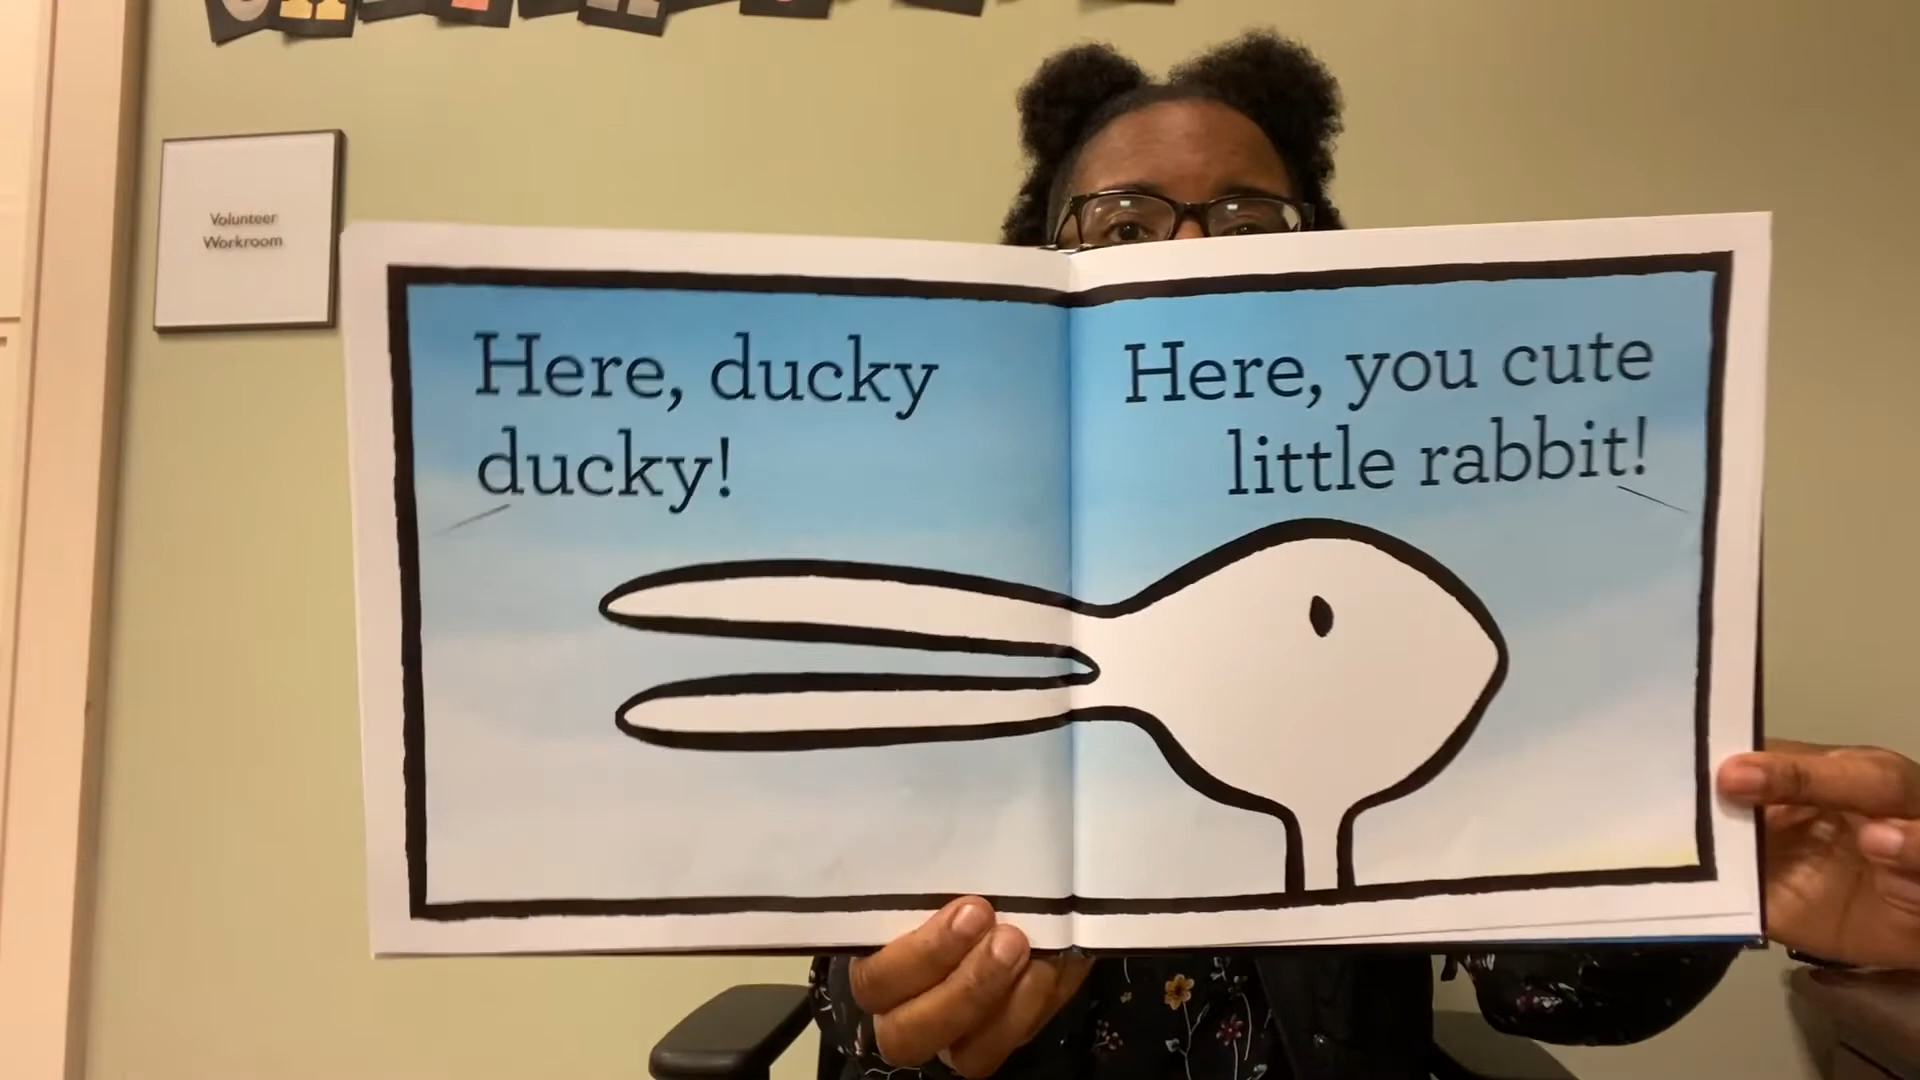 Volunteer
Workroom
Here, ducky
ducky!
Here, you cute
little rabbit!